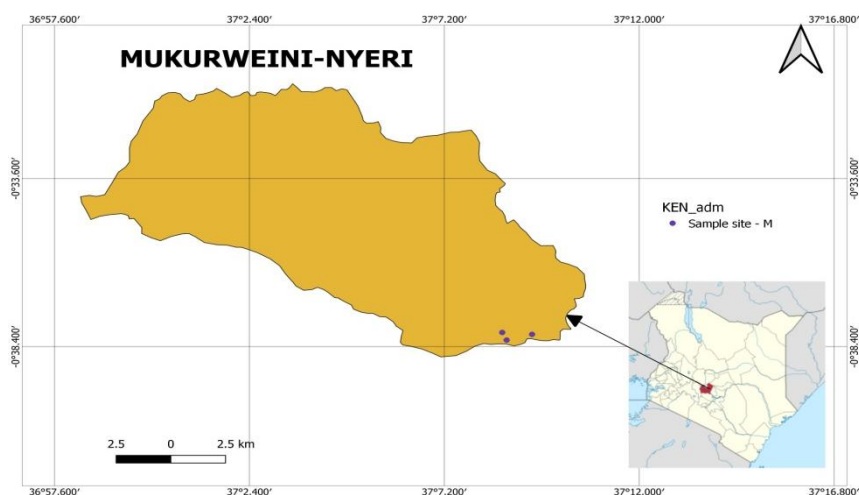 36°57.600′ 37°2.400′ 37°7.200′ 37°12.000′ 37°16.800′
MUKURWEINI-NYERI
-0°33.600′ -0°33.600′
KEN_adm
Sample site - M
-0°38.400′ -0°38.400′
2.5 0 2.5 km
36°57.600′ 37°2.400′ 37°7.200′ 37°12.000′ 37°16.800′